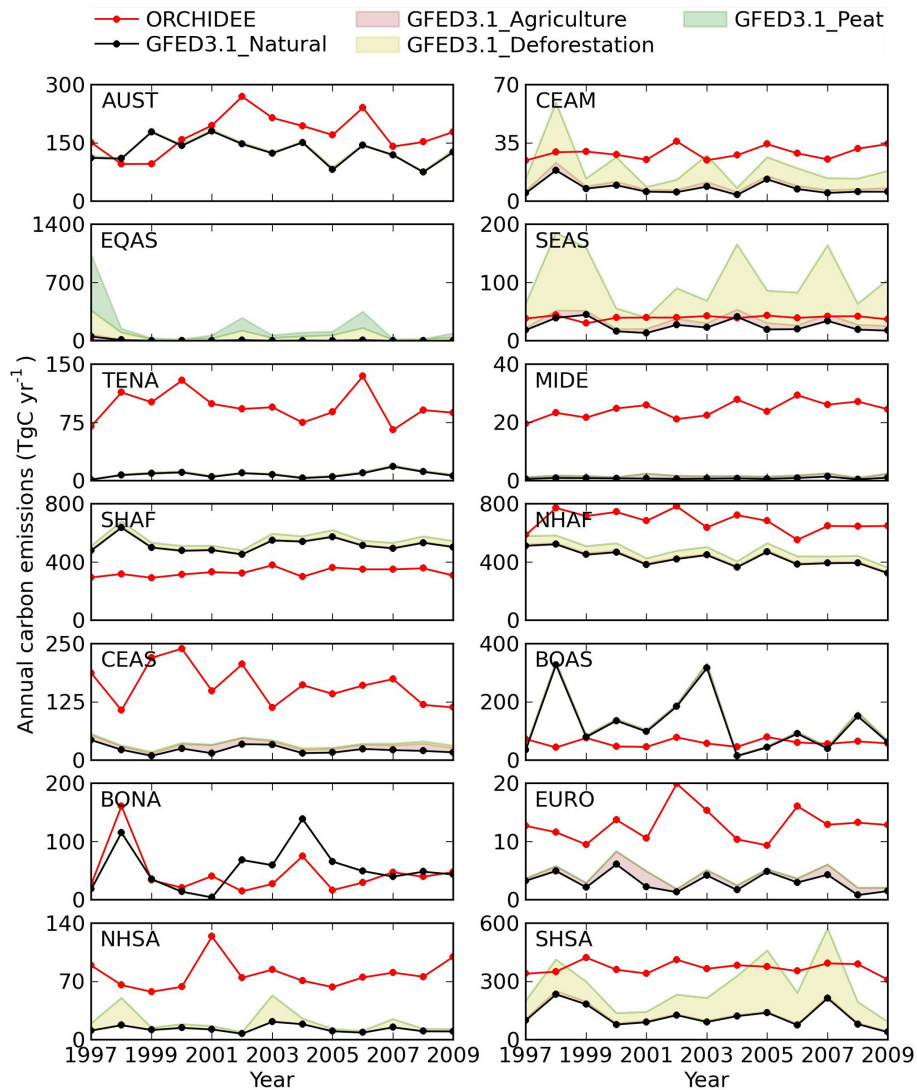 ORCHIDEE GFED3.1_Agriculture GFED3.1_Peat
GFED3.1_Natural GFED3.1_Deforestation
Annual carbon emissions (TgC yr⁻¹)
300
150
0
AUST
70
35
0
CEAM
1400
700
0
EQAS
200
100
0
SEAS
150
75
0
TENA
40
20
0
MIDE
800
400
0
SHAF
800
400
0
NHAF
250
125
0
CEAS
400
200
0
BOAS
200
100
0
BONA
20
10
0
EURO
140
70
0
NHSA
600
300
0
SHSA
1997 1999 2001 2003 2005 2007 2009
1997 1999 2001 2003 2005 2007 2009
Year
Year